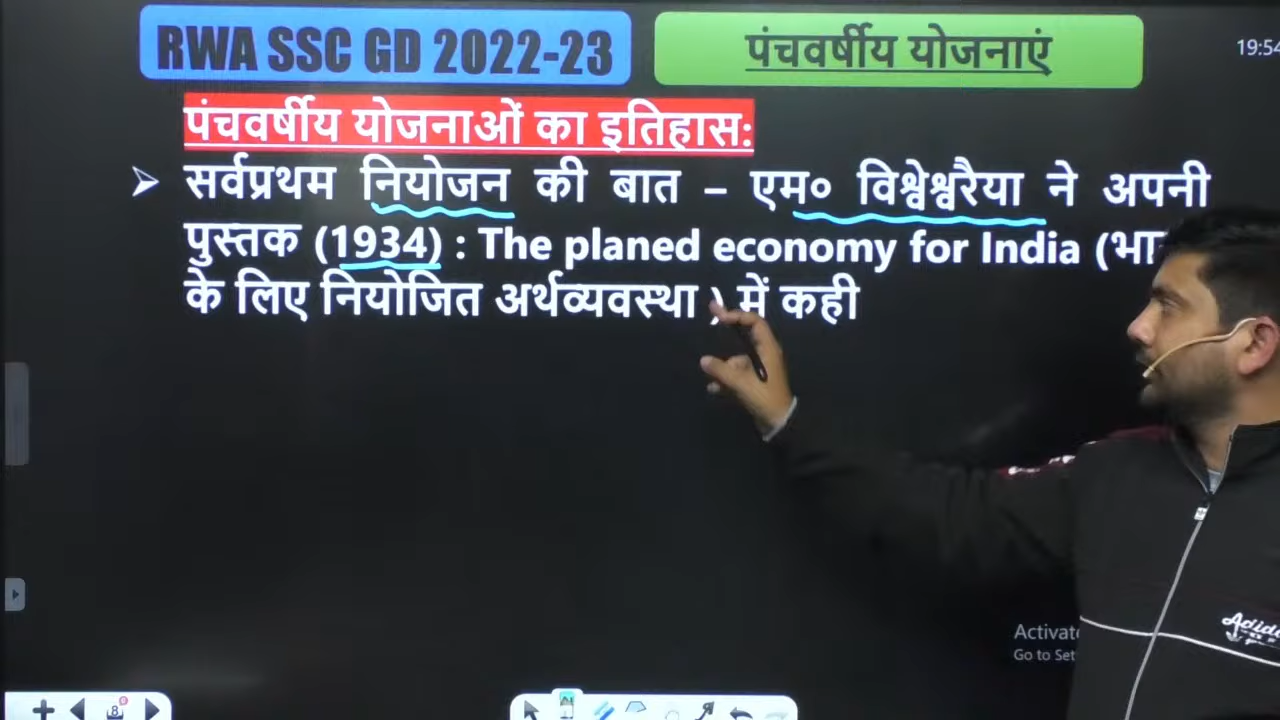 RWA SSC GD 2022-23
पंचवर्षीय योजनाएं
19:54
पंचवर्षीय योजनाओं का इतिहास:
सर्वप्रथम नियोजन की बात – एम० विश्वेश्वरैया ने अपनी
पुस्तक (1934) : The planed economy for India
के लिए नियोजित अर्थव्यवस्था ) में कही
Activate
Go to Set
8